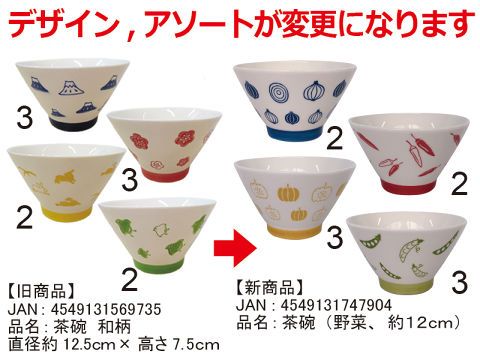 デザイン,アソートが変更になります
3
3
2
2
2
2
3
3
【旧商品】
JAN : 4549131569735
品名 : 茶碗 和柄
直径約 12.5cm× 高さ 7.5cm
【新商品】
JAN : 4549131747904
品名 : 茶碗 (野菜、約12cm)